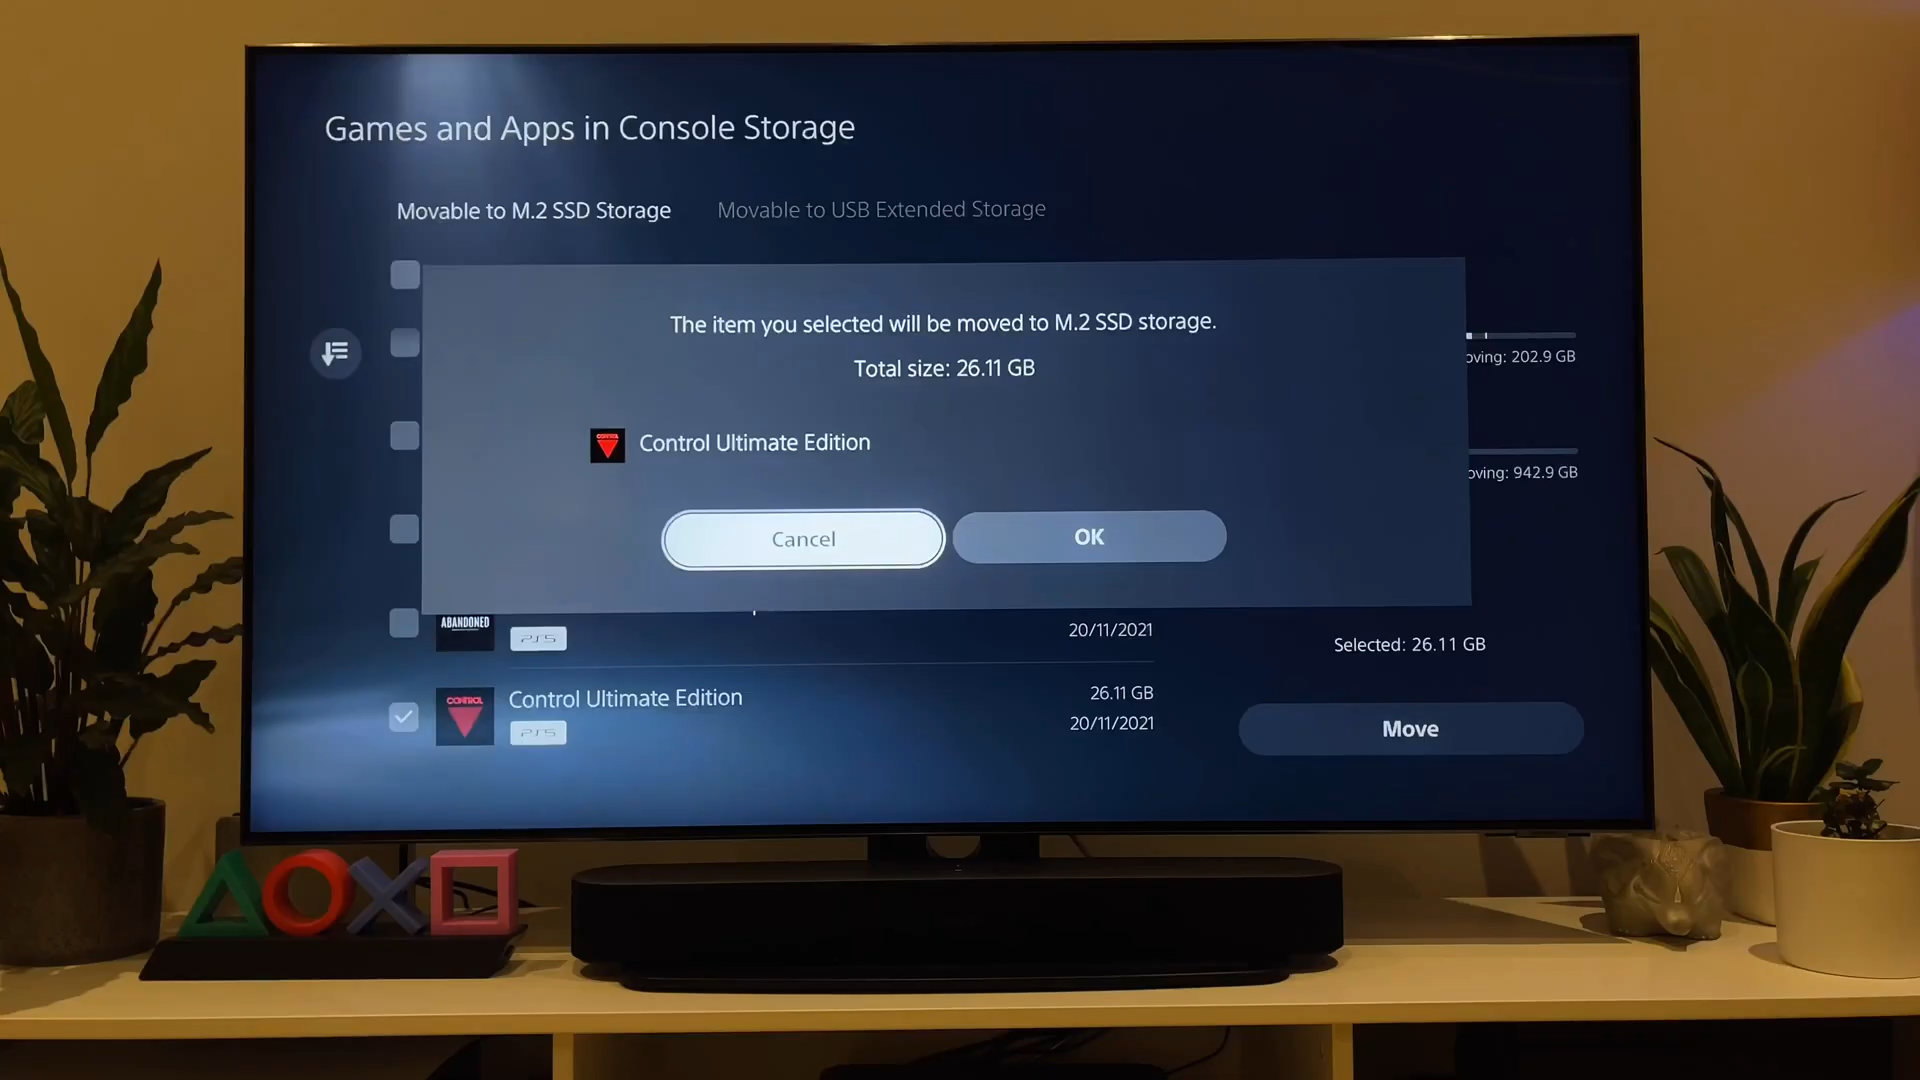 Games and Apps in Console Storage
Movable to M.2 SSD Storage
Movable to USB Extended Storage
The item you selected will be moved to M.2 SSD storage.
Total size: 26.11 GB
oving: 202.9 GB
CONTROL
Control Ultimate Edition
oving: 942.9 GB
Cancel
OK
ABANDONED
PS5
20/11/2021
Selected: 26.11 GB
CONTROL
Control Ultimate Edition
26.11 GB
PS5
20/11/2021
Move